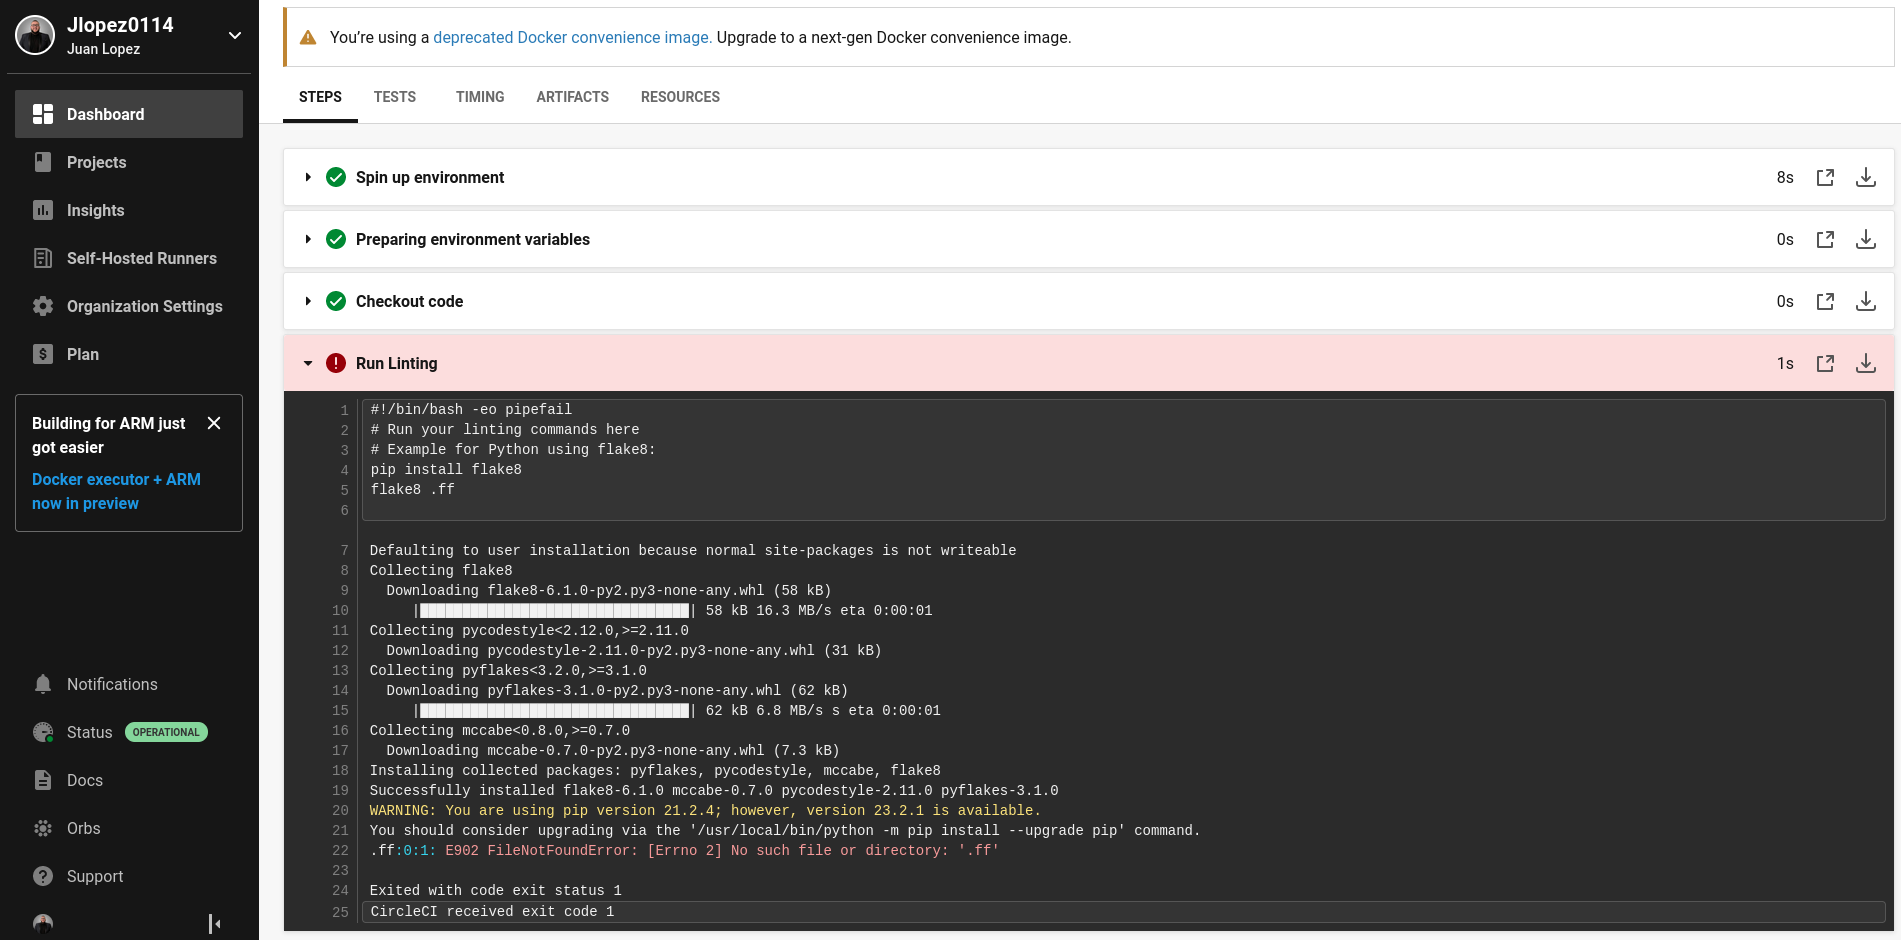 Jlopez0114
Juan Lopez
Dashboard
Projects
Insights
Self-Hosted Runners
Organization Settings
Plan
Building for ARM just
got easier
Docker executor + ARM
now in preview
Notifications
Status OPERATIONAL
Docs
Orbs
Support
You’re using a deprecated Docker convenience image. Upgrade to a next-gen Docker convenience image.
STEPS TESTS TIMING ARTIFACTS RESOURCES
Spin up environment 8s
Preparing environment variables 0s
Checkout code 0s
Run Linting 1s
1 #!/bin/bash -eo pipefail
2 # Run your linting commands here
3 # Example for Python using flake8:
4 pip install flake8
5 flake8 .ff
6
7 Defaulting to user installation because normal site-packages is not writeable
8 Collecting flake8
9 Downloading flake8-6.1.0-py2.py3-none-any.whl (58 kB)
10 |████████████████████████████████| 58 kB 16.3 MB/s eta 0:00:01
11 Collecting pycodestyle<2.12.0,>=2.11.0
12 Downloading pycodestyle-2.11.0-py2.py3-none-any.whl (31 kB)
13 Collecting pyflakes<3.2.0,>=3.1.0
14 Downloading pyflakes-3.1.0-py2.py3-none-any.whl (62 kB)
15 |████████████████████████████████| 62 kB 6.8 MB/s s eta 0:00:01
16 Collecting mccabe<0.8.0,>=0.7.0
17 Downloading mccabe-0.7.0-py2.py3-none-any.whl (7.3 kB)
18 Installing collected packages: pyflakes, pycodestyle, mccabe, flake8
19 Successfully installed flake8-6.1.0 mccabe-0.7.0 pycodestyle-2.11.0 pyflakes-3.1.0
20 WARNING: You are using pip version 21.2.4; however, version 23.2.1 is available.
21 You should consider upgrading via the '/usr/local/bin/python -m pip install --upgrade pip' command.
22 .ff:0:1: E902 FileNotFoundError: [Errno 2] No such file or directory: '.ff'
23
24 Exited with code exit status 1
25 CircleCI received exit code 1